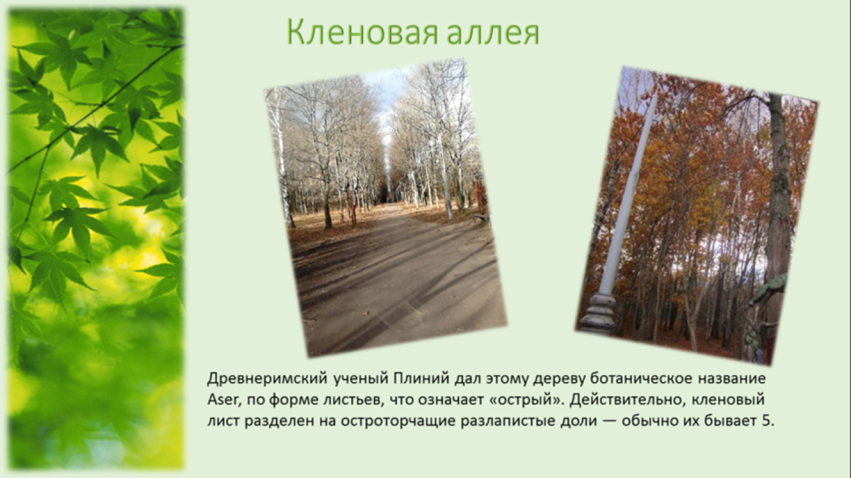 Кленовая аллея
Древнеримский ученый Плиний дал этому дереву ботаническое название
Aser, по форме листьев, что означает «острый». Действительно, кленовый
лист разделен на остроторчащие разлапистые доли — обычно их бывает 5.